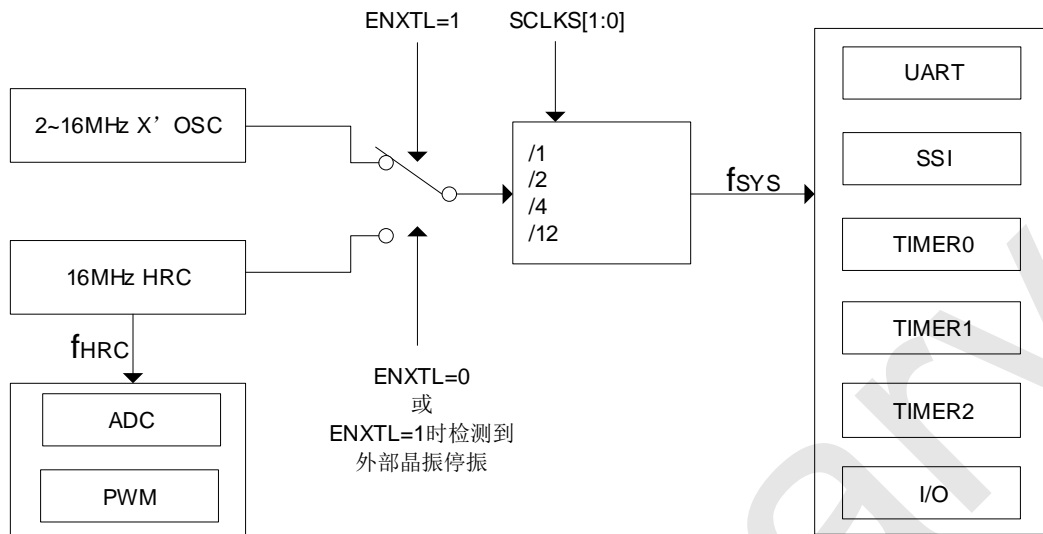 ENXTL=1
SCLKS[1:0]
2~16MHz X’ OSC
16MHz HRC
fHRC
ADC
PWM
ENXTL=0
或
ENXTL=1时检测到
外部晶振停振
/1
/2
/4
/12
fSYS
UART
SSI
TIMER0
TIMER1
TIMER2
I/O